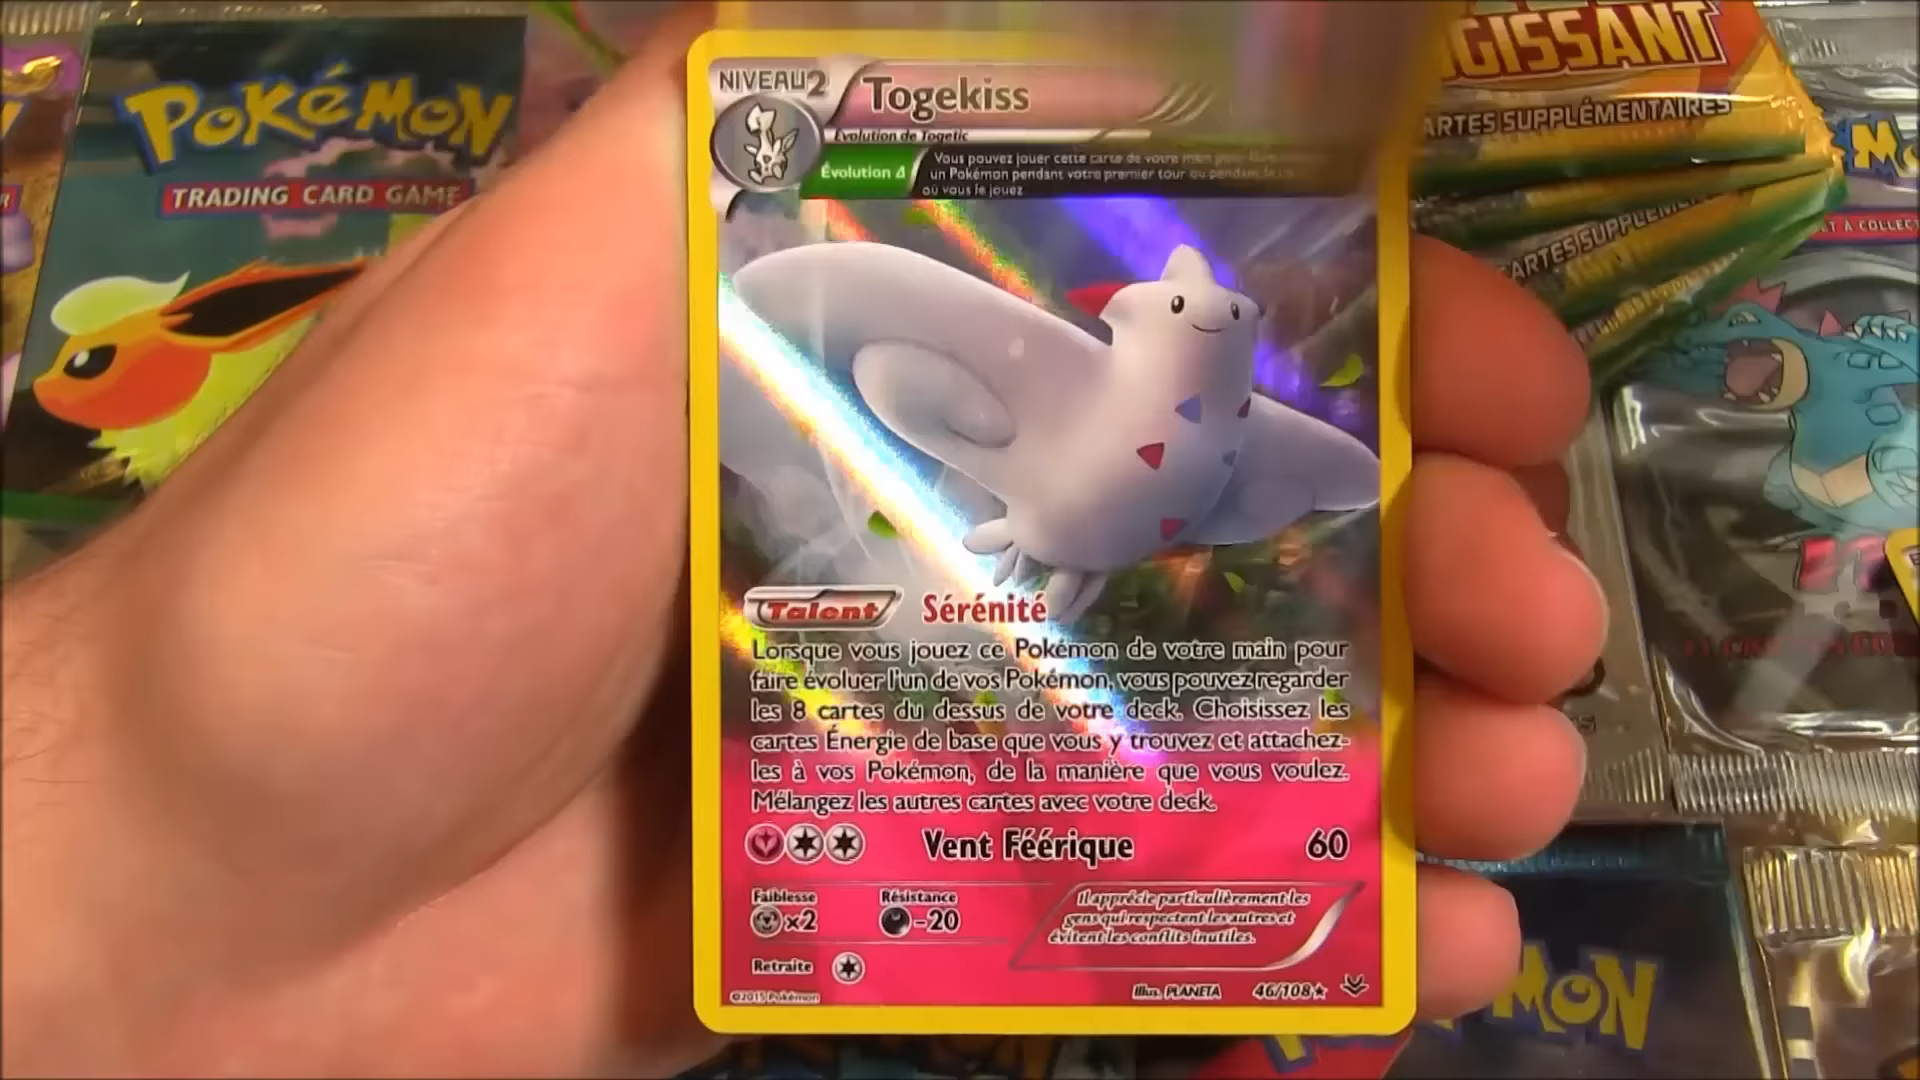 POKéMON
TRADING CARD GAME
GISSANT
ARTES SUPPLÉMENTAIRES
CARTES SUPPLÉMEN
NIVEAU 2
Togekiss
Évolution de Togetic
Évolution Δ
Vous pouvez jouer cette carte de votre main pour
un Pokémon pendant votre premier tour ou pendant le
où vous le jouez
Talent Sérénité
Lorsque vous jouez ce Pokémon de votre main pour
faire évoluer l'un de vos Pokémon, vous pouvez regarder
les 8 cartes du dessus de votre deck. Choisissez les
cartes Énergie de base que vous y trouvez et attachez-
les à vos Pokémon, de la manière que vous voulez.
Mélangez les autres cartes avec votre deck.
Vent Féérique 60
Faiblesse
x2
Résistance
-20
Il apprécie particulièrement les
gens qui respectent les autres et
évitent les conflits inutiles.
Retraite
©2015 Pokémon
Illus. PLANETA
46/108
MON